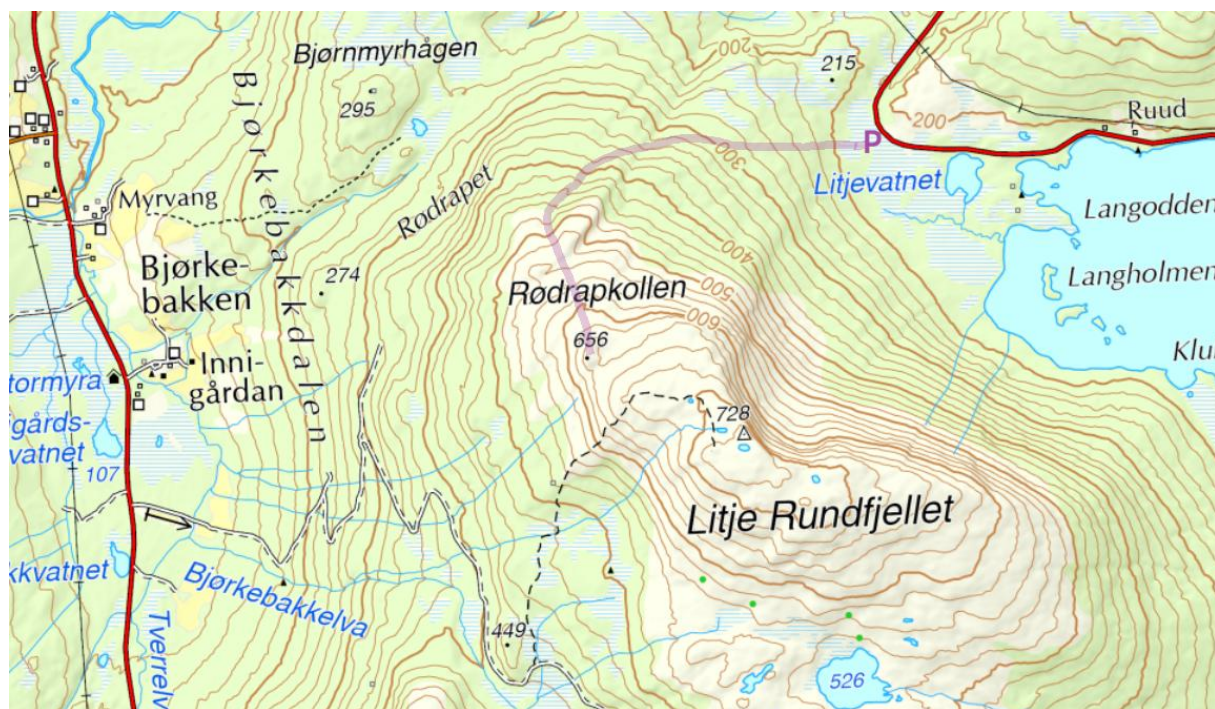 Bjørnmyrhågen
295
Bjørkebakkdalen
200
215
P
200
Ruud
300
Litjevatnet
Langodden
Myrvang
Rødrapet
Bjørke-
bakken
274
400
500
Langholmen
Rødrapkollen
600
656
Inni-
gårdan
tormyra
gårds-
vatnet
107
728
Litje Rundfjellet
kkvatnet
Bjørkebakkelva
Tverrelv
449
526